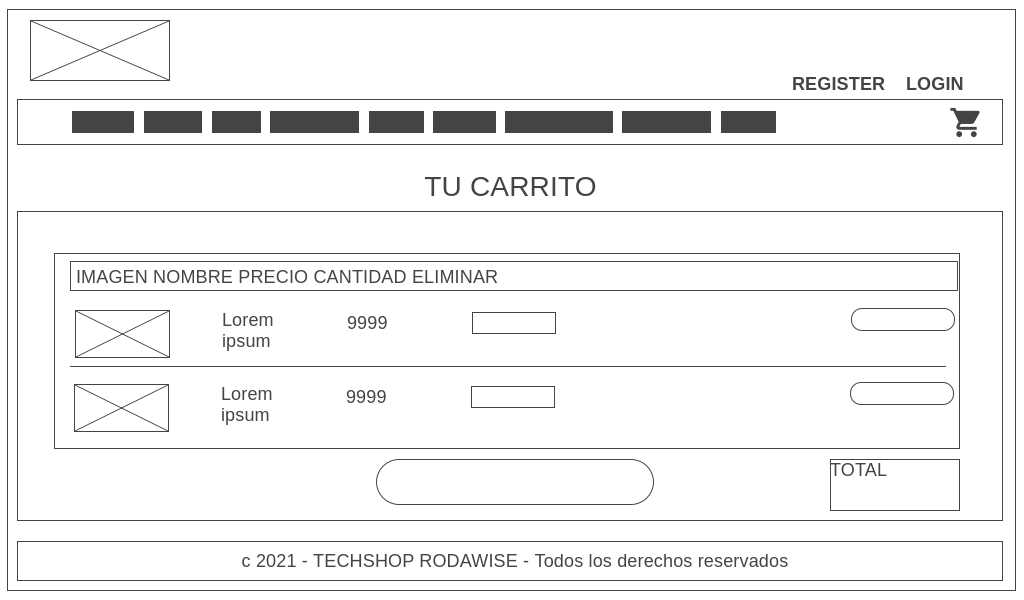 REGISTER LOGIN
TU CARRITO
IMAGEN NOMBRE PRECIO CANTIDAD ELIMINAR
Lorem
ipsum
9999
Lorem
ipsum
9999
TOTAL
c 2021 - TECHSHOP RODAWISE - Todos los derechos reservados